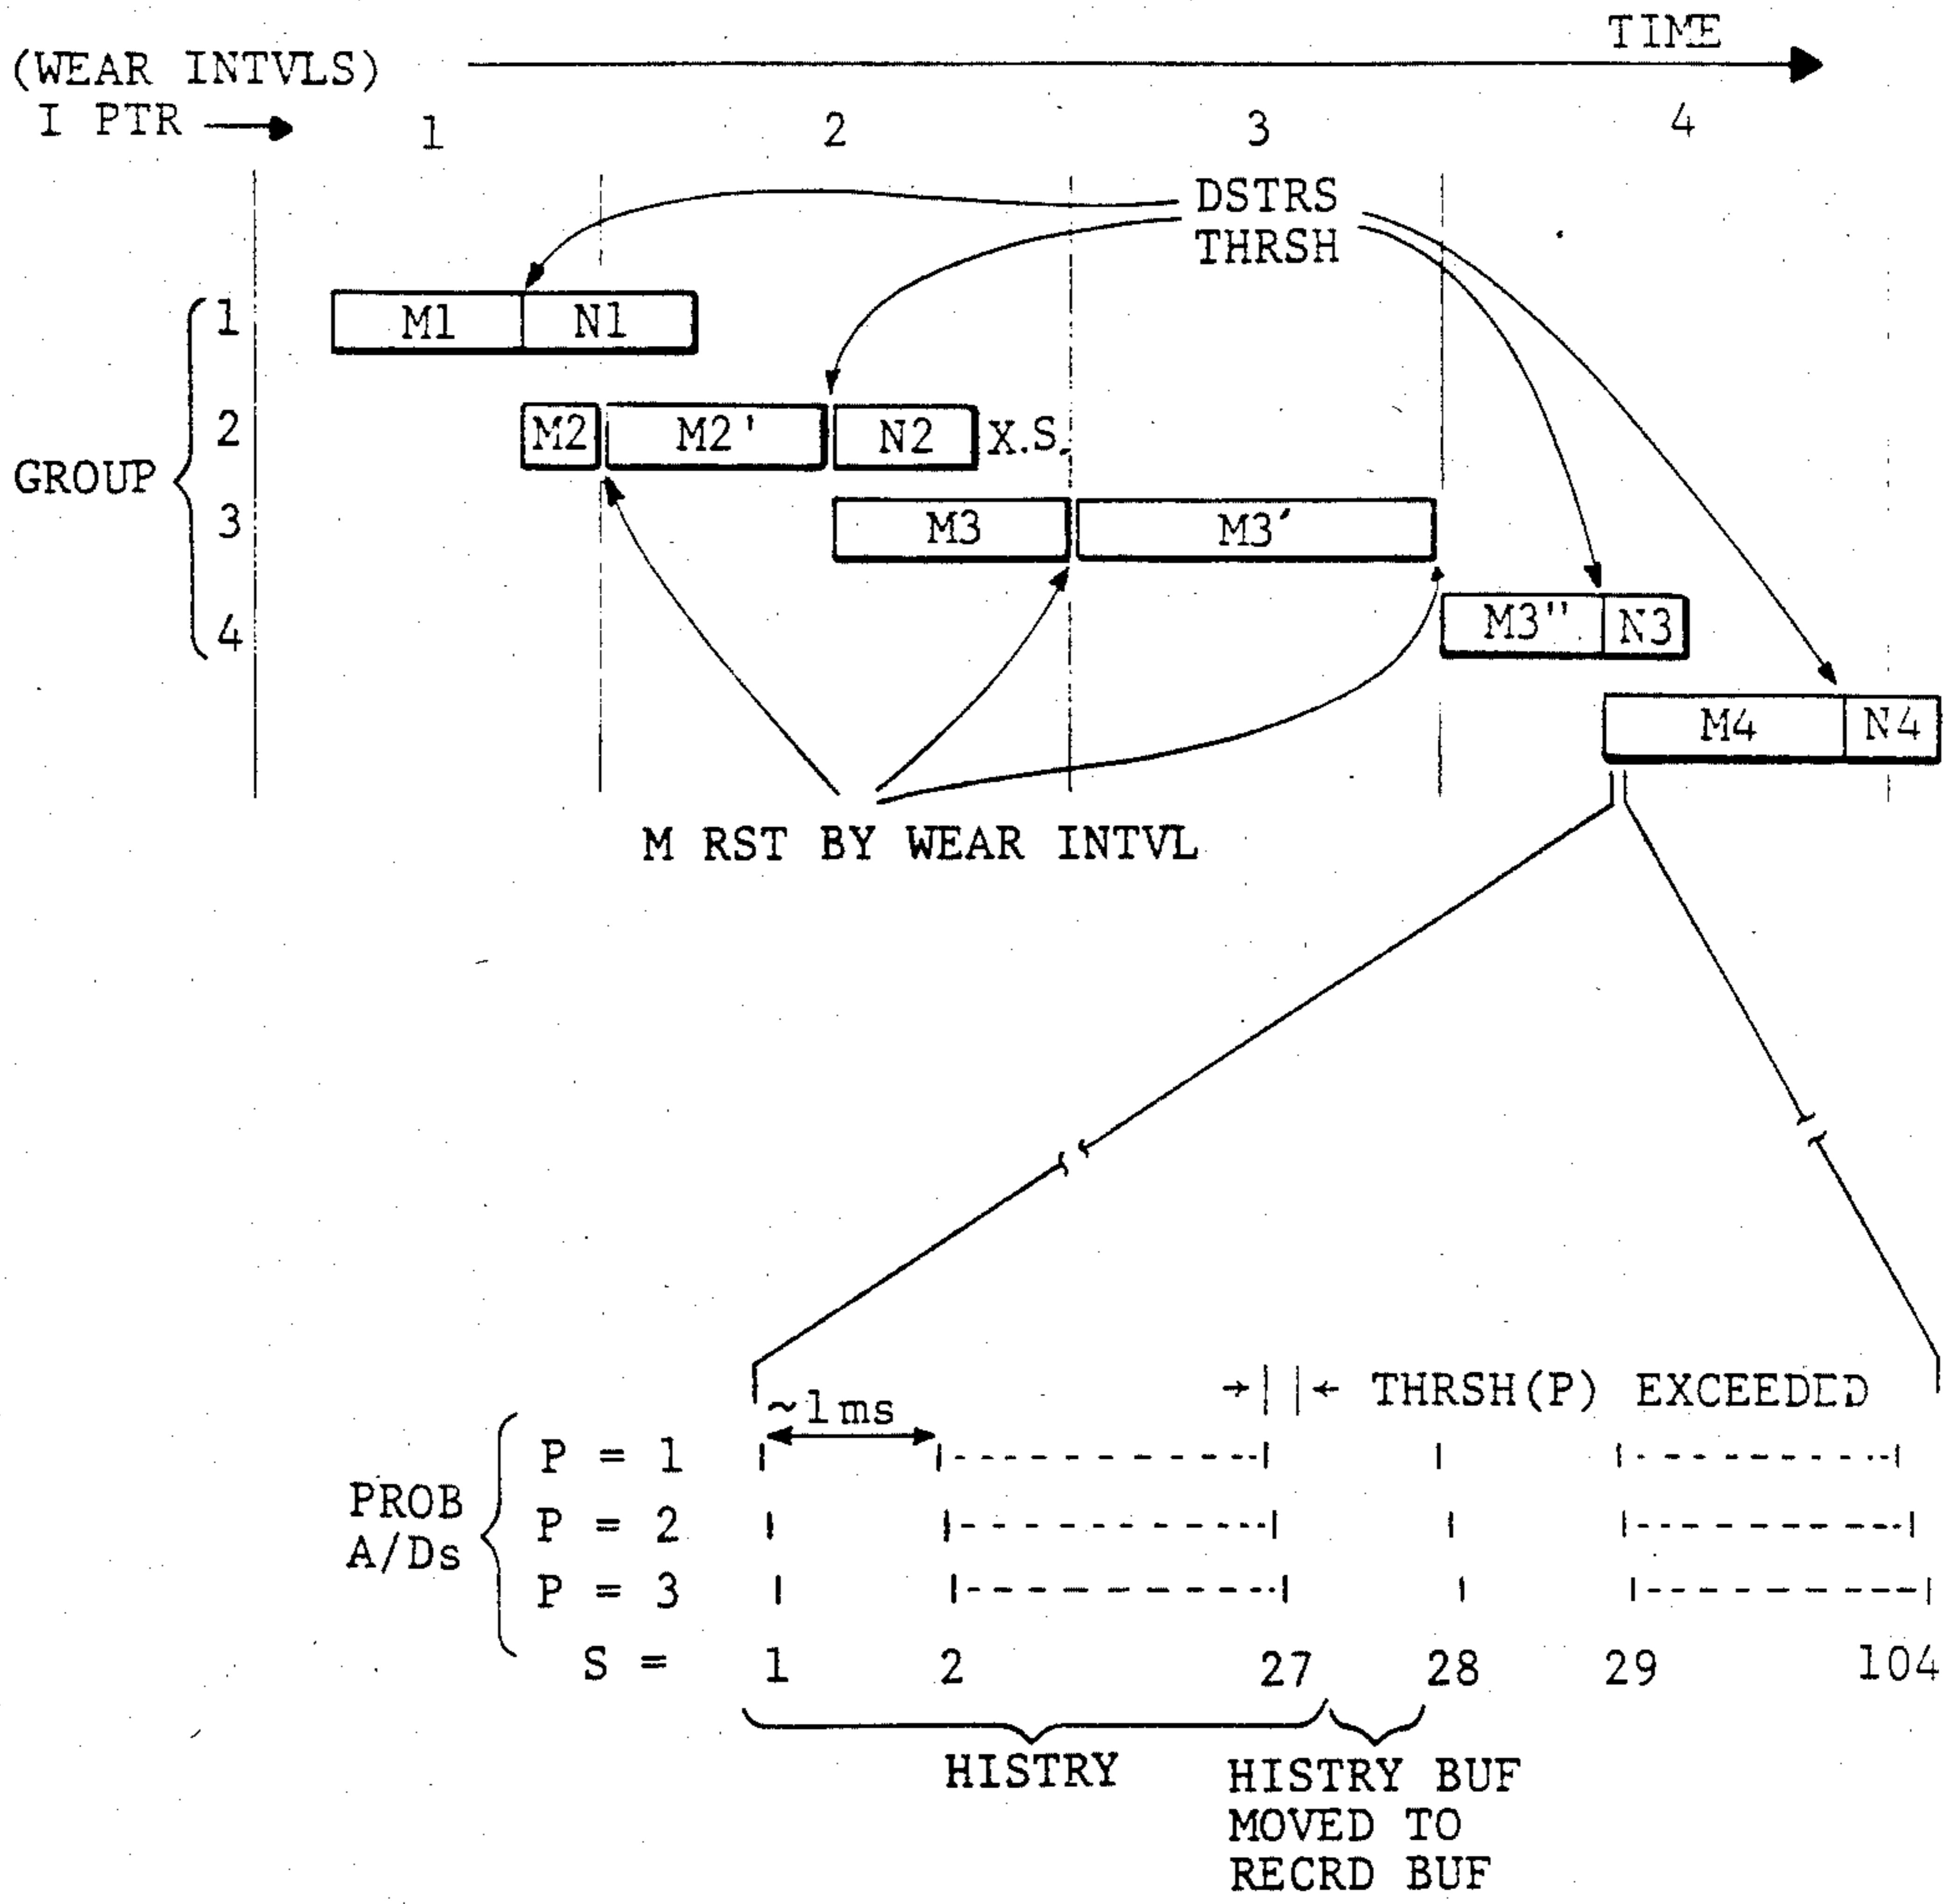 TIME
(WEAR INTVLS)
I PTR
1 2 3 4
DSTRS
THRSH
1 M1 N1
2 M2 M2' N2 X.S.
GROUP
3 M3 M3'
4 M3" N3
M4 N4
M RST BY WEAR INTVL
THRSH(P) EXCEEDED
~1ms
P = 1
PROB
A/Ds
P = 2
P = 3
S = 1 2 27 28 29 104
HISTRY
HISTRY BUF
MOVED TO
RECRD BUF